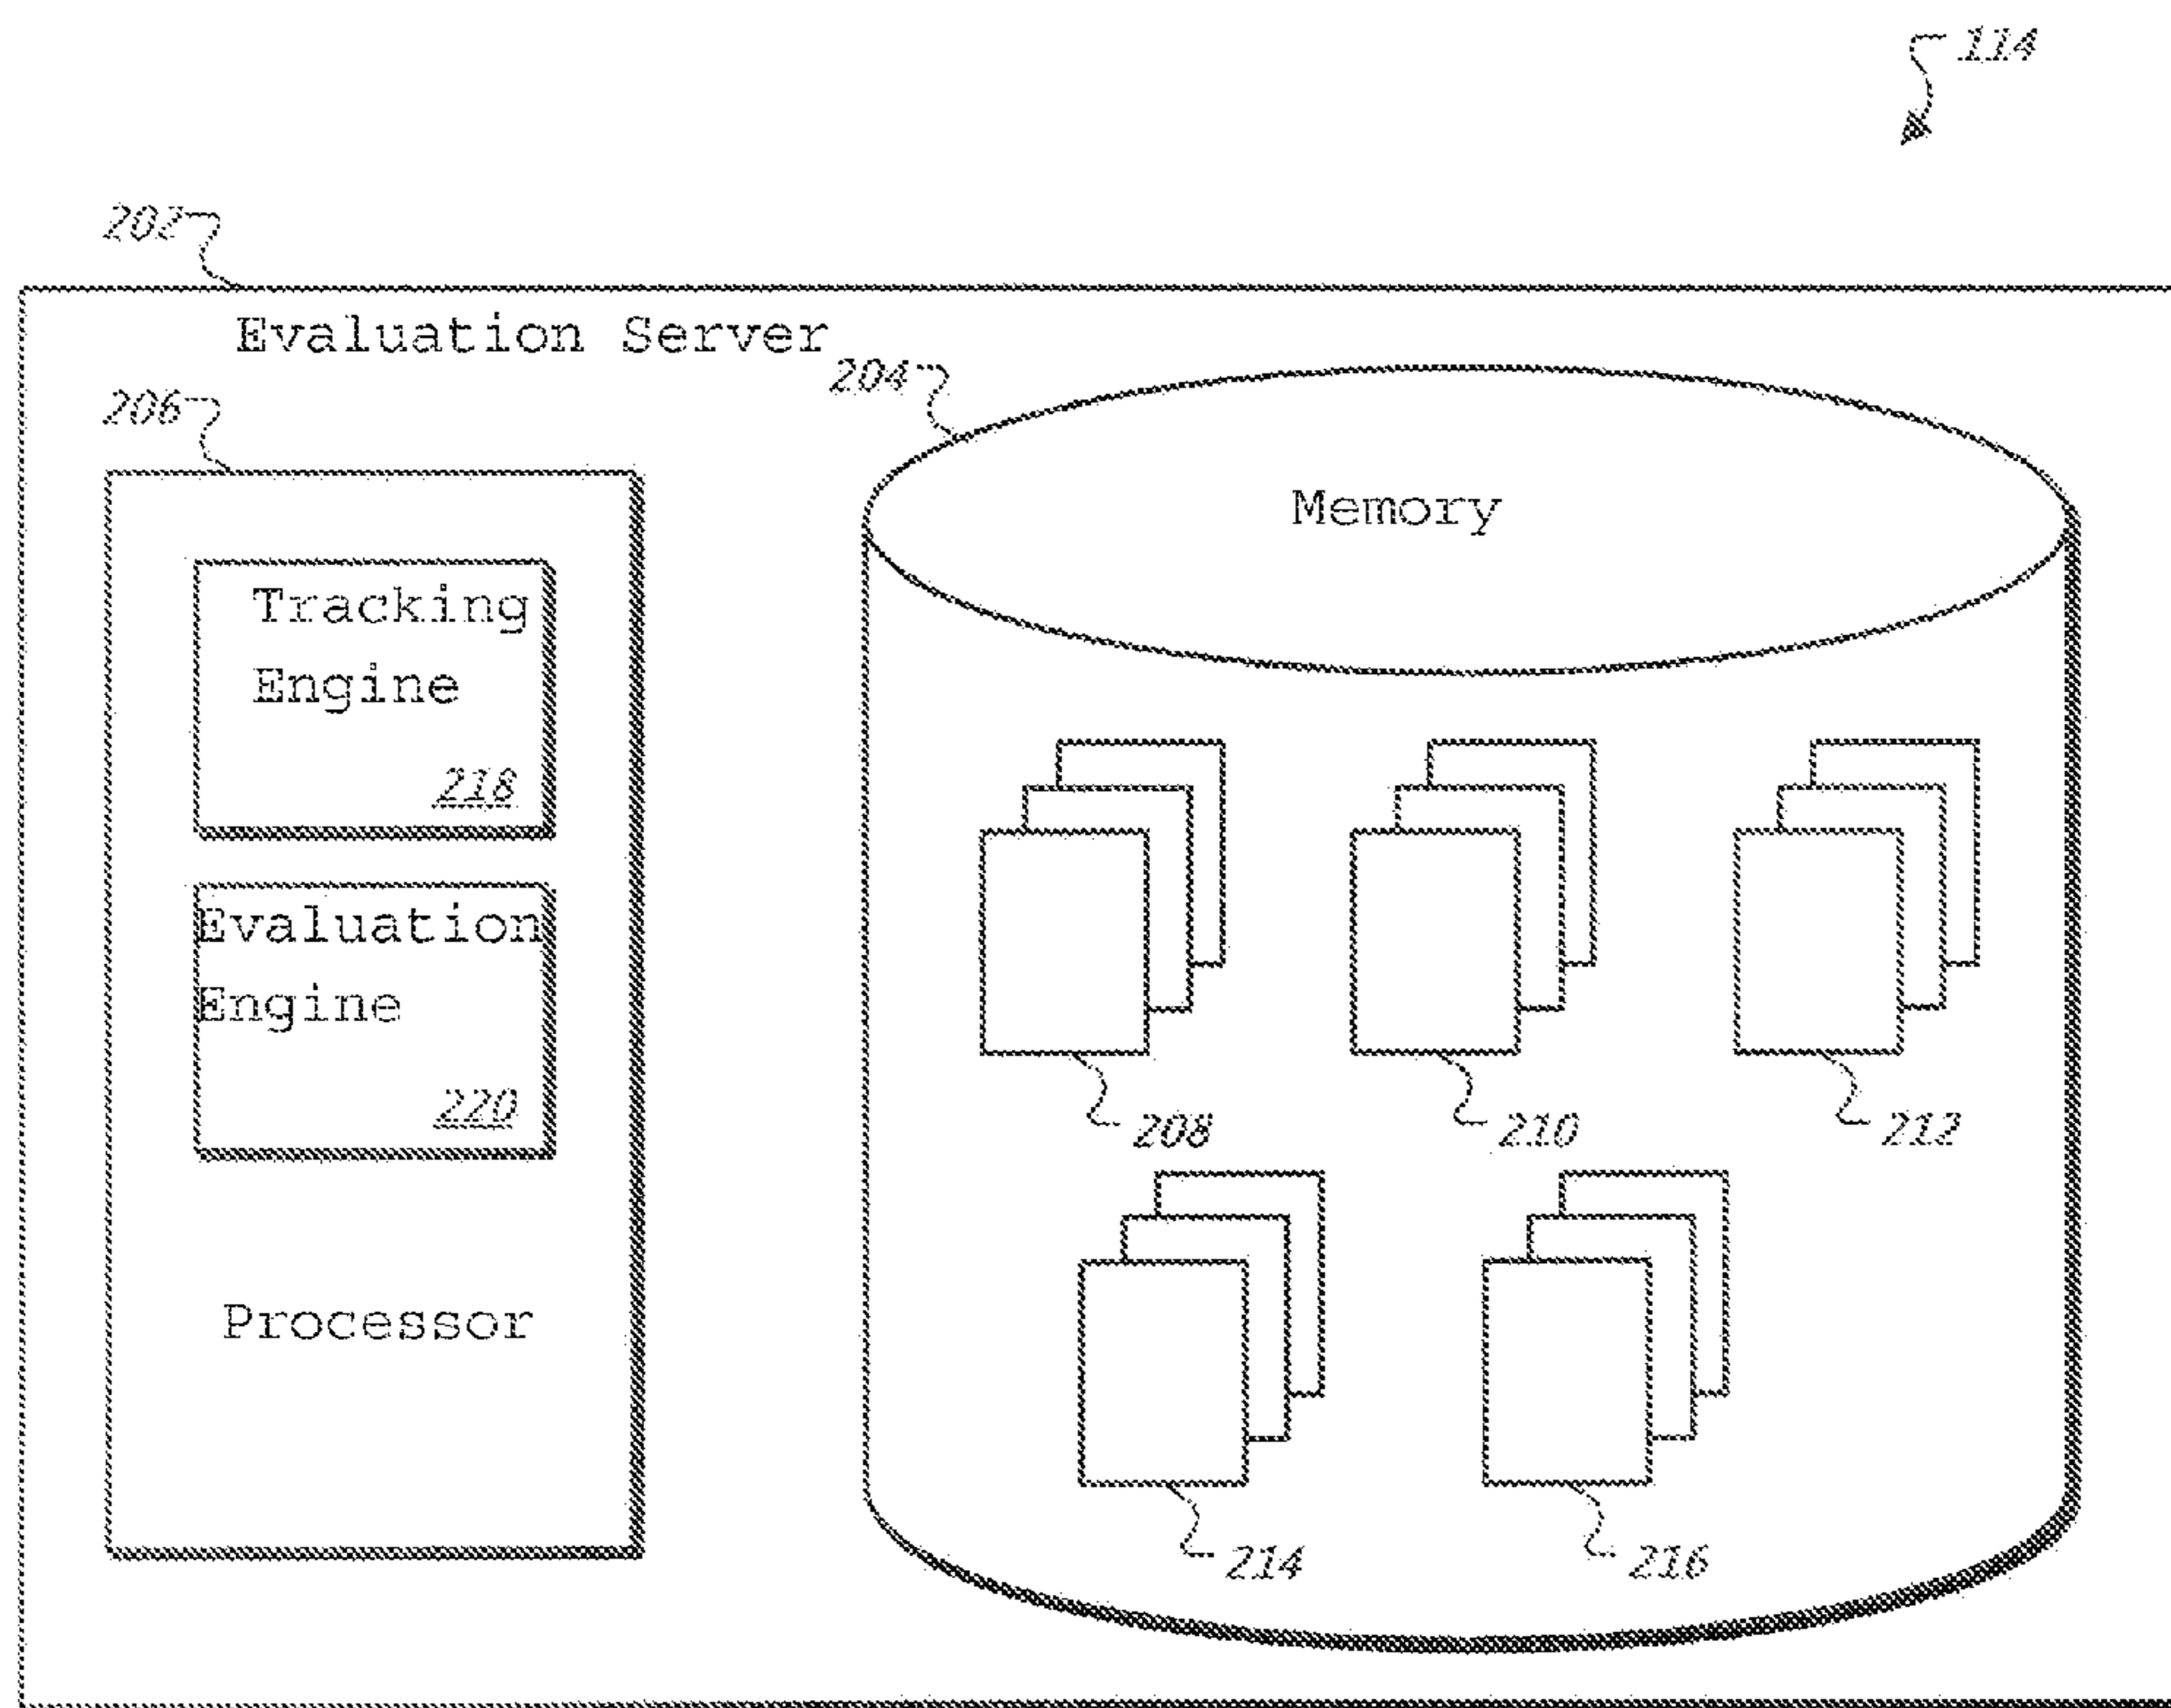 114
202
Evaluation Server
204
206
Memory
Tracking
Engine
218
Evaluation
Engine
220
208
210
212
Processor
214
216